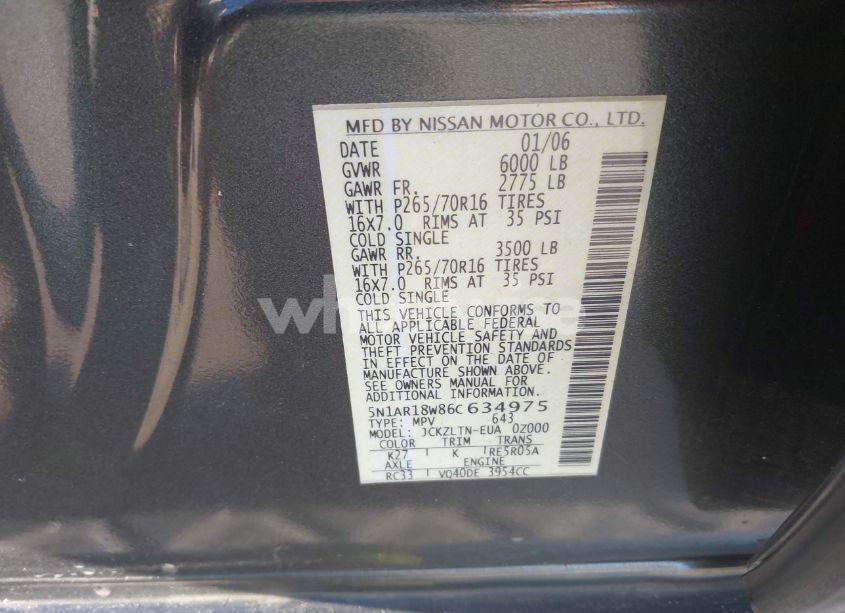 MFD BY NISSAN MOTOR CO., LTD.
DATE 01/06
GVWR 6000 LB
GAWR FR. 2775 LB
WITH P265/70R16 TIRES
16X7.0 RIMS AT 35 PSI
COLD SINGLE
GAWR RR. 3500 LB
WITH P265/70R16 TIRES
16X7.0 RIMS AT 35 PSI
COLD SINGLE
THIS VEHICLE CONFORMS TO
ALL APPLICABLE FEDERAL
MOTOR VEHICLE SAFETY AND
THEFT PREVENTION STANDARDS
IN EFFECT ON THE DATE OF
MANUFACTURE SHOWN ABOVE.
SEE OWNERS MANUAL FOR
ADDITIONAL INFORMATION.
5N1AR18W86C634975
TYPE: MPV 643
MODEL: JCKZLTN-EUA 0Z000
COLOR TRIM TRANS
K27 K RE5R05A
AXLE ENGINE
RC33 VQ40DE 3954CC